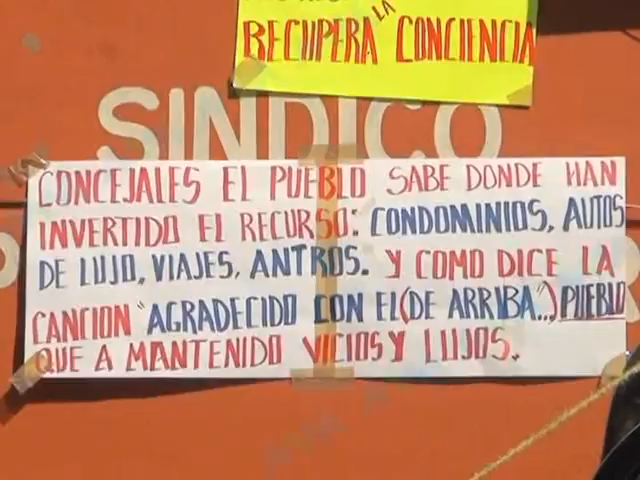 RECUPERA LA CONCIENCIA
SINDICO
CONCEJALES EL PUEBLO SABE DONDE HAN
INVERTIDO EL RECURSO: CONDOMINIOS, AUTOS
DE LUJO, VIAJES, ANTROS. Y COMO DICE LA
CANCION "AGRADECIDO CON EL (DE ARRIBA"..) PUEBLO
QUE A MANTENIDO VICIOS Y LUJOS.